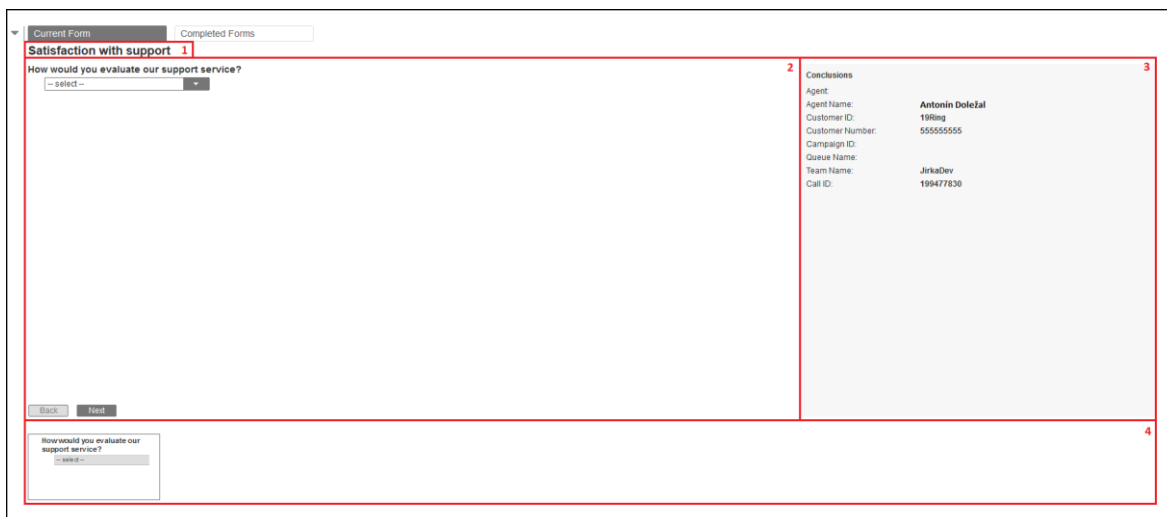 Current Form
Completed Forms
Satisfaction with support 1
How would you evaluate our support service?
-- select --
2
3
Conclusions
Agent:
Agent Name: Antonín Doležal
Customer ID: 19Ring
Customer Number: 555555555
Campaign ID:
Queue Name:
Team Name: JirkaDev
Call ID: 199477830
Back
Next
4
How would you evaluate our
support service?
-- select --